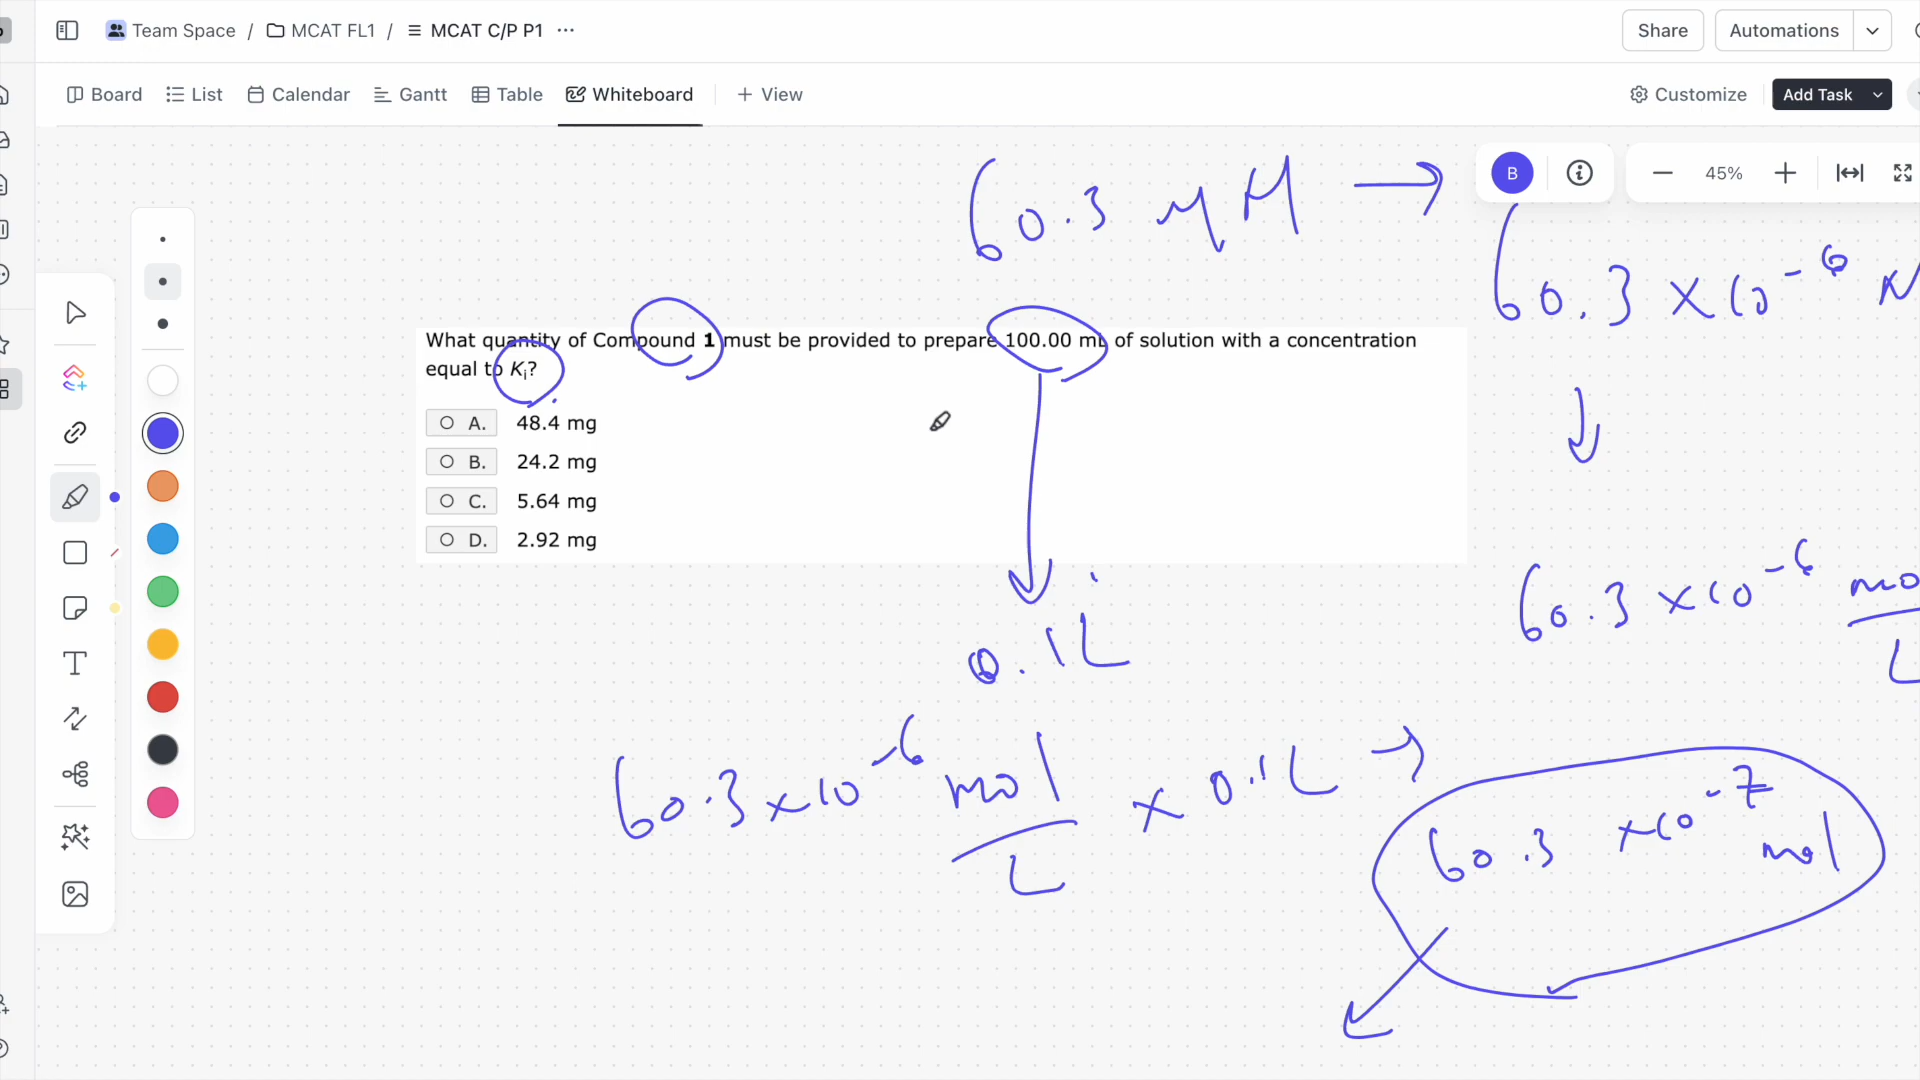 Team Space / MCAT FL1 / MCAT C/P P1 ...
Share
Automations
Board
List
Calendar
Gantt
Table
Whiteboard
+ View
Customize
Add Task
60.3 μM →
B
45%
60.3 × 10⁻⁶
What quantity of Compound 1 must be provided to prepare 100.00 mL of solution with a concentration
equal to Ki?
A. 48.4 mg
B. 24.2 mg
C. 5.64 mg
D. 2.92 mg
60.3 × 10⁻⁶ mo
L
0.1L
60.3 × 10⁻⁶ mol × 0.1L →
L
60.3 × 10⁻⁷
mol
T